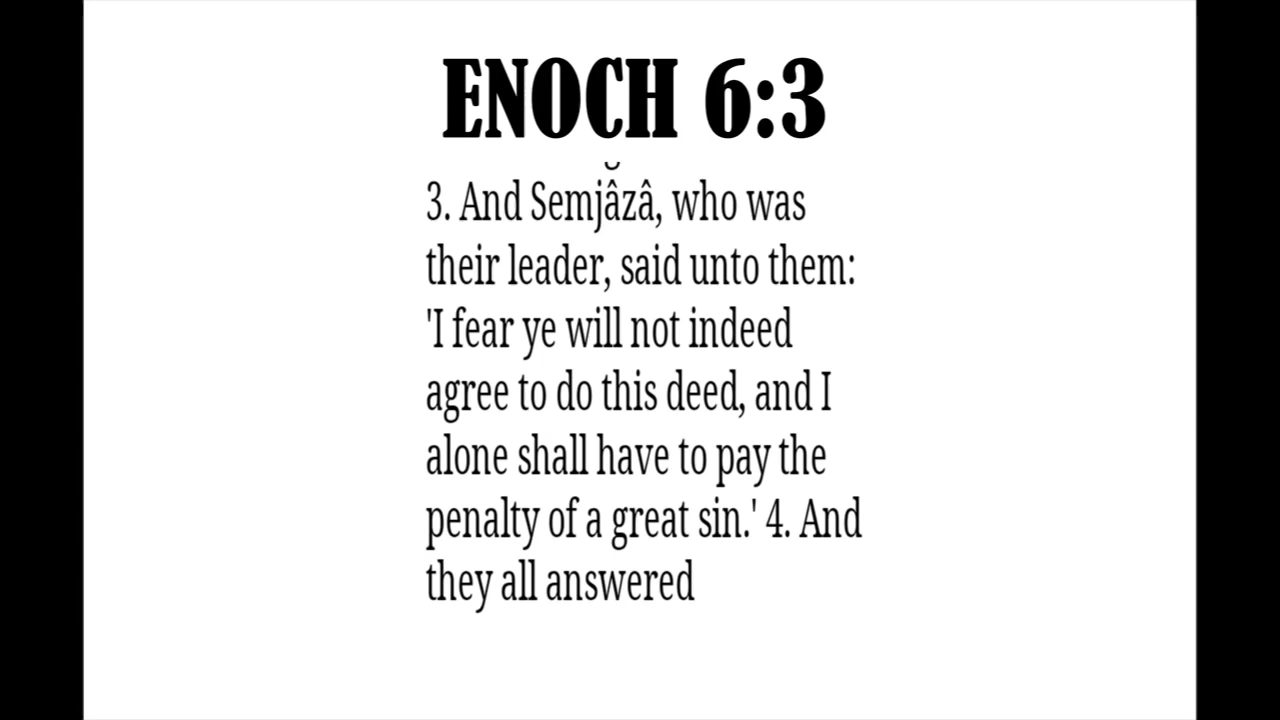 ENOCH 6:3
3. And Semjâzâ, who was
their leader, said unto them:
'I fear ye will not indeed
agree to do this deed, and I
alone shall have to pay the
penalty of a great sin.' 4. And
they all answered